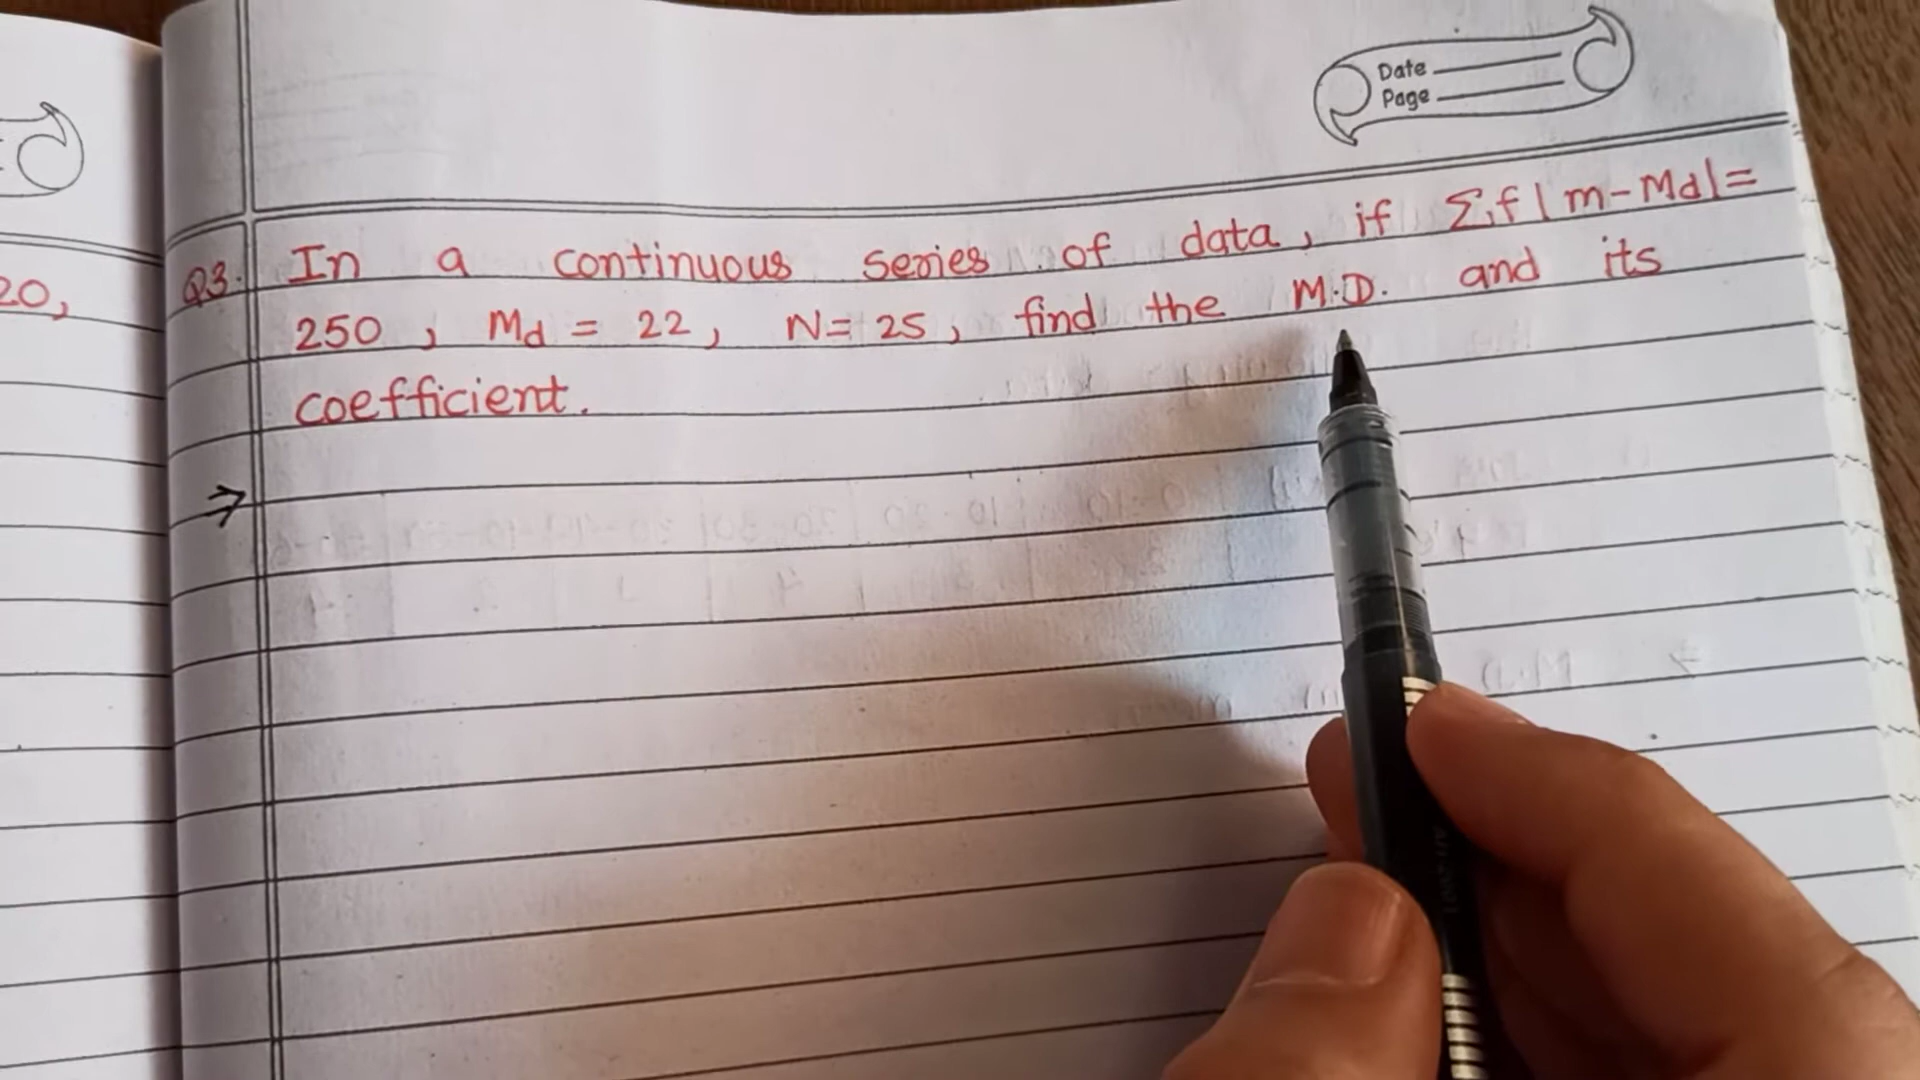 Date
Page
20,
Q3. In a continuous series of data, if Σf|m-Md|=
250, Md = 22, N=25, find the M.D. and its
coefficient.
⇒